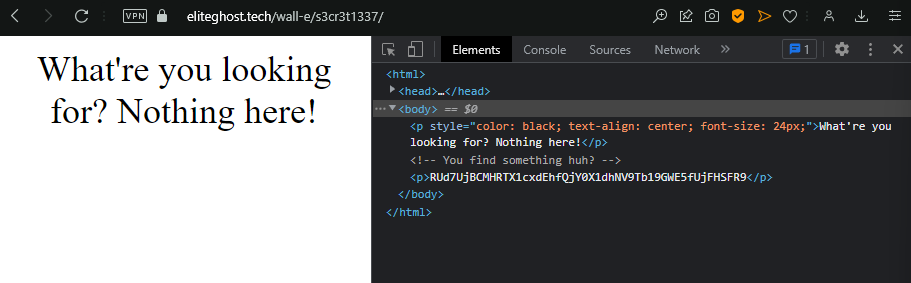 VPN eliteghost.tech/wall-e/s3cr3t1337/
What're you looking
for? Nothing here!
Elements Console Sources Network » 1
<html>
<head>…</head>
<body> == $0
<p style="color: black; text-align: center; font-size: 24px;">What're you
looking for? Nothing here!</p>
<!-- You find something huh? -->
<p>RUd7UjBCMHRTX1cxdEhfQjY0X1dhNV9Tb19GWE5fUjFHSFR9</p>
</body>
</html>